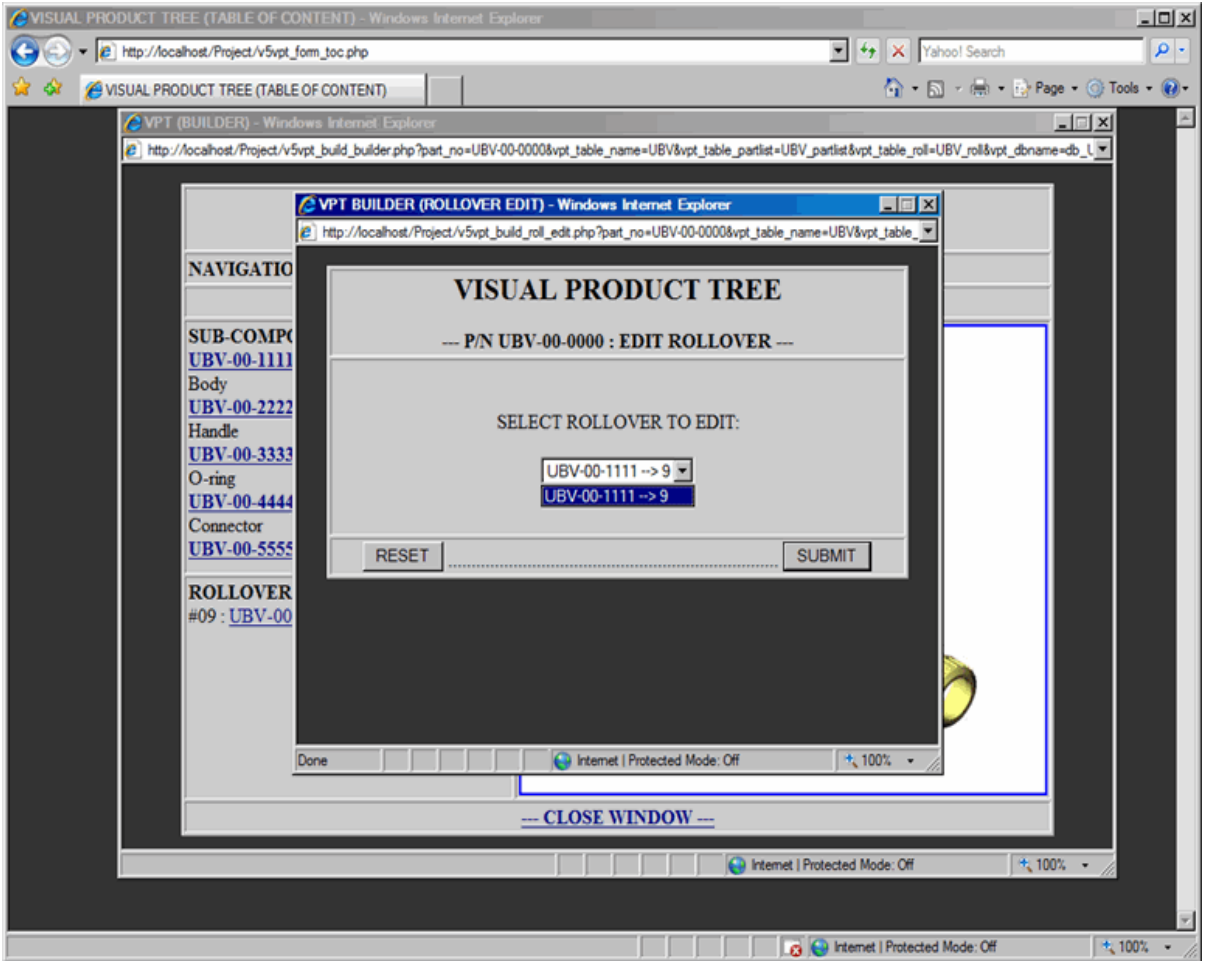 VISUAL PRODUCT TREE (TABLE OF CONTENT) - Windows Internet Explorer
http://localhost/Project/v5vpt_form_toc.php
Yahoo! Search
VISUAL PRODUCT TREE (TABLE OF CONTENT)
Page
Tools
VPT (BUILDER) - Windows Internet Explorer
http://localhost/Project/v5vpt_build_builder.php?part_no=UBV-00-0000&vpt_table_name=UBV&vpt_table_partlist=UBV_partlist&vpt_table_roll=UBV_roll&vpt_dbname=db_U
VPT BUILDER (ROLLOVER EDIT) - Windows Internet Explorer
http://localhost/Project/v5vpt_build_roll_edit.php?part_no=UBV-00-0000&vpt_table_name=UBV&vpt_table_
NAVIGATIO
SUB-COMPO
UBV-00-1111
Body
UBV-00-2222
Handle
UBV-00-3333
O-ring
UBV-00-4444
Connector
UBV-00-5555
ROLLOVER
#09 : UBV-00
VISUAL PRODUCT TREE
--- P/N UBV-00-0000 : EDIT ROLLOVER ---
SELECT ROLLOVER TO EDIT:
UBV-00-1111 --> 9
UBV-00-1111 --> 9
RESET
SUBMIT
Done
Internet | Protected Mode: Off
100%
--- CLOSE WINDOW ---
Internet | Protected Mode: Off
100%
Internet | Protected Mode: Off
100%